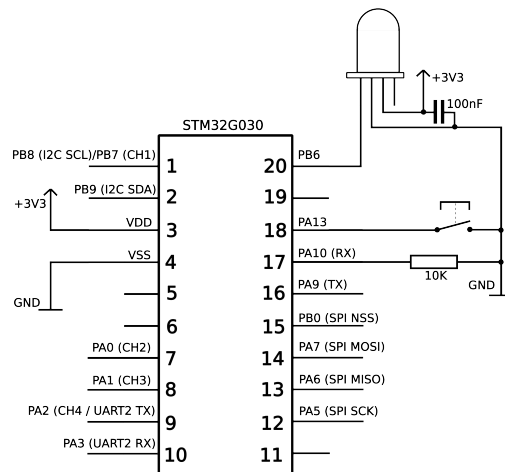 +3V3
100nF
STM32G030
PB8 (I2C SCL)/PB7 (CH1) 1 20 PB6
PB9 (I2C SDA) 2 19
+3V3
VDD 3 18 PA13
VSS 4 17 PA10 (RX)
10K
GND
5 16 PA9 (TX)
GND
6 15 PB0 (SPI NSS)
PA0 (CH2) 7 14 PA7 (SPI MOSI)
PA1 (CH3) 8 13 PA6 (SPI MISO)
PA2 (CH4 / UART2 TX) 9 12 PA5 (SPI SCK)
PA3 (UART2 RX) 10 11